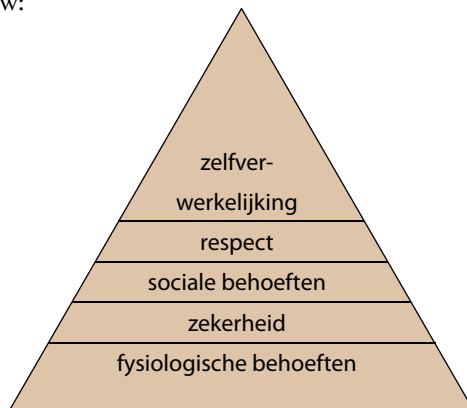 w:
zelfver-
werkelijking
respect
sociale behoeften
zekerheid
fysiologische behoeften